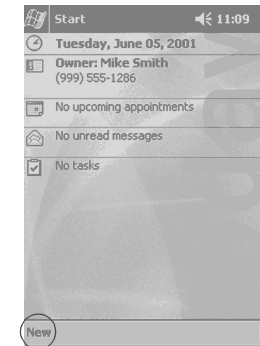 Start 11:09
Tuesday, June 05, 2001
Owner: Mike Smith
(999) 555-1286
No upcoming appointments
No unread messages
No tasks
New